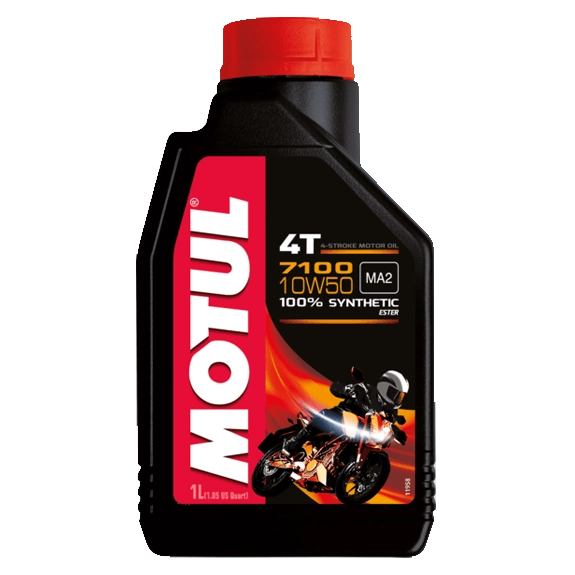 MOTUL®
4T 4-STROKE MOTOR OIL
7100
10W50 MA2
100% SYNTHETIC
ESTER
1L(1.05 US Quart)
11958